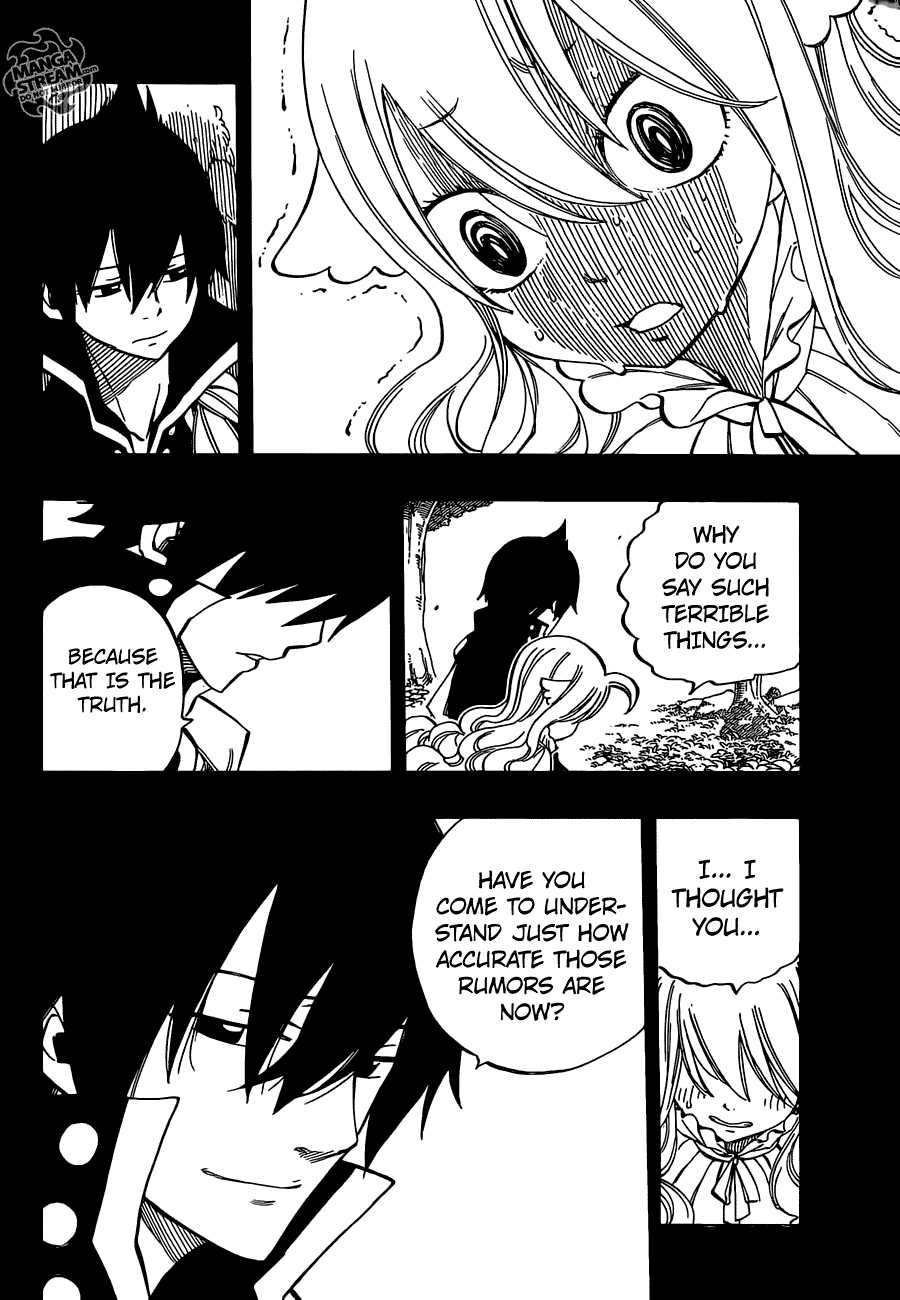 MANGA
STREAM.com
WHY
DO YOU
SAY SUCH
TERRIBLE
THINGS...
BECAUSE
THAT IS THE
TRUTH.
I... I
THOUGHT
YOU...
HAVE YOU
COME TO UNDER-
STAND JUST HOW
ACCURATE THOSE
RUMORS ARE
NOW?